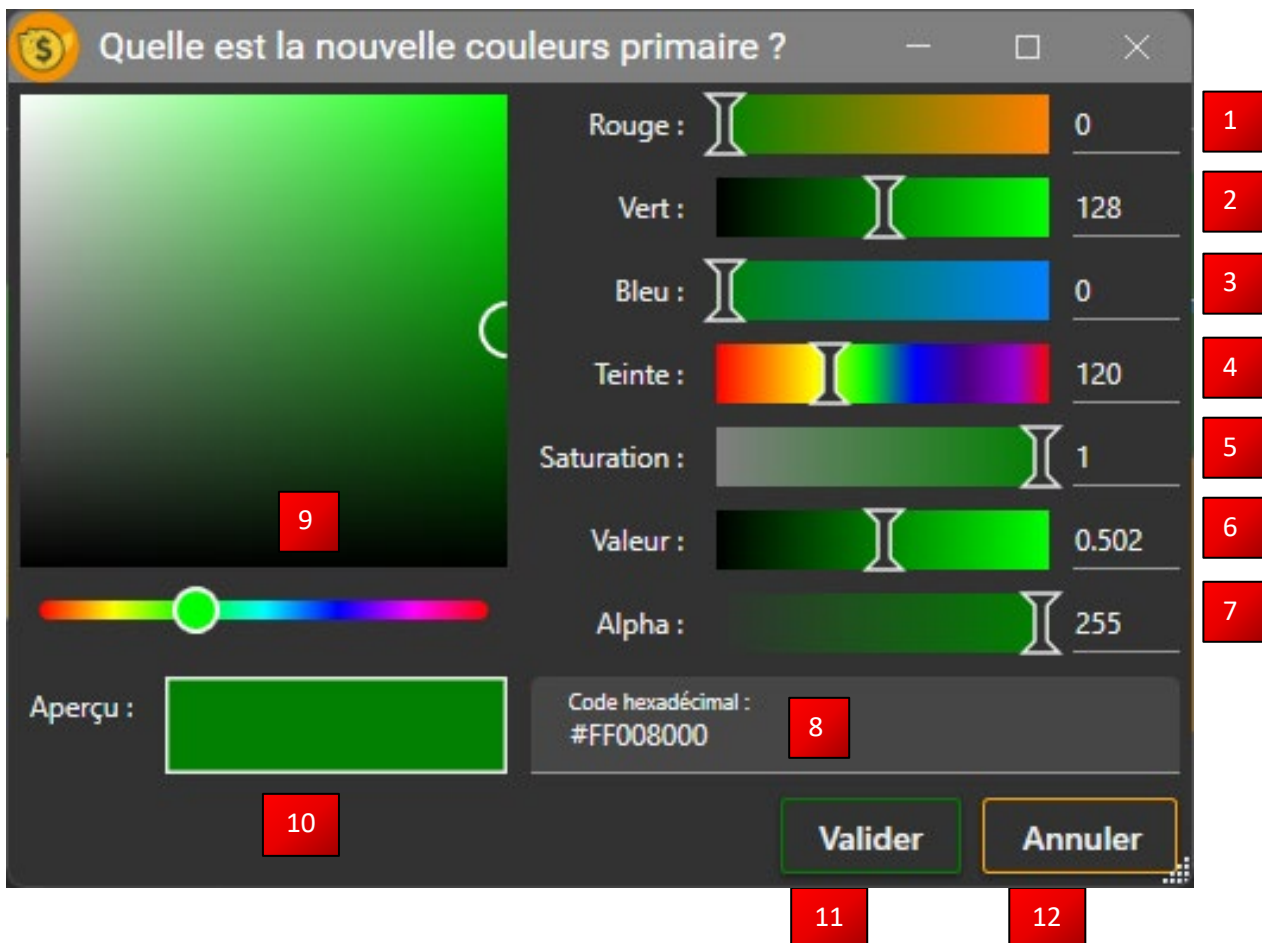 $ Quelle est la nouvelle couleurs primaire ?
Rouge : 0 1
Vert : 128 2
Bleu : 0 3
Teinte : 120 4
Saturation : 1 5
9 Valeur : 0.502 6
Alpha : 255 7
Aperçu :
Code hexadécimal :
#FF008000 8
10
Valider Annuler
11 12